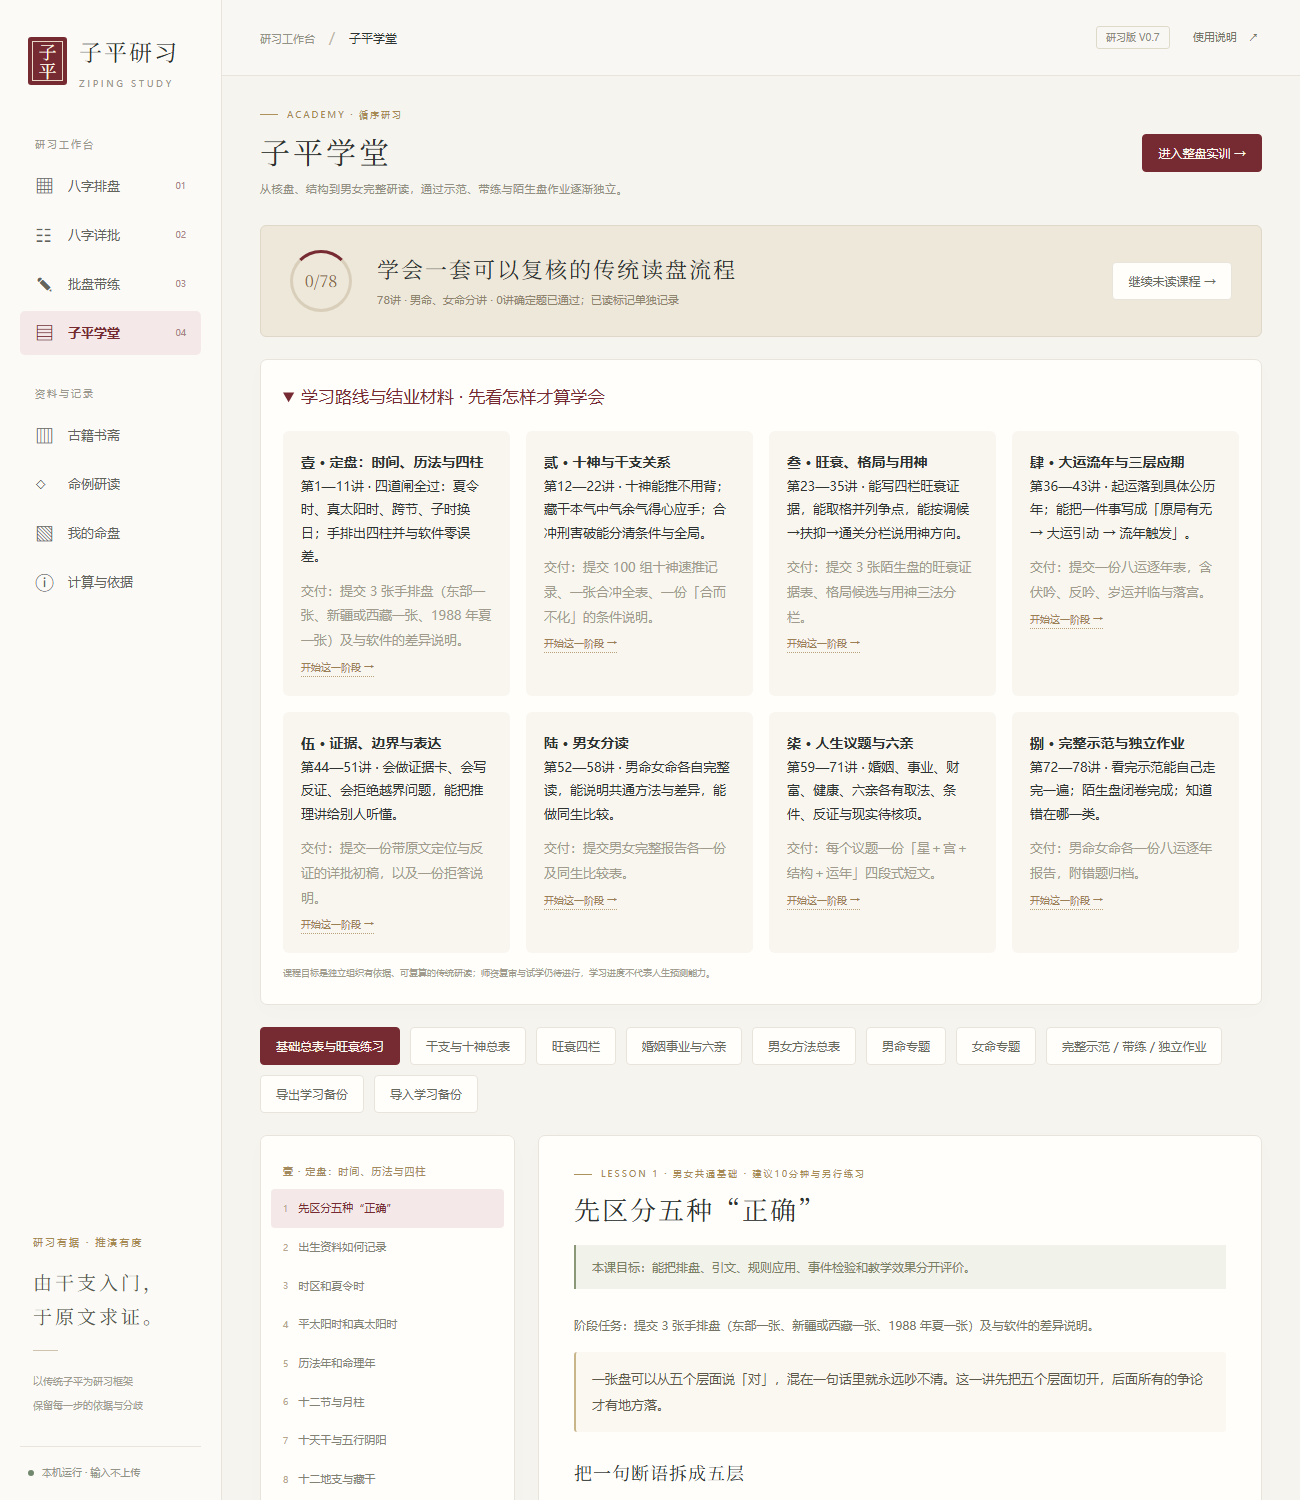 子平
子平研习
ZIPING STUDY
研习工作台
八字排盘 01
八字详批 02
批盘带练 03
子平学堂 04
资料与记录
古籍书斋
命例研读
我的命盘
计算与依据
研习有据 · 推演有度
由干支入门，
于原文求证。
以传统子平为研习框架
保留每一步的依据与分歧
本机运行 · 输入不上传
研习工作台 / 子平学堂
研习版 V0.7
使用说明 ↗
ACADEMY · 循序研习
子平学堂
从核盘、结构到男女完整研读，通过示范、带练与陌生盘作业逐渐独立。
进入整盘实训 →
0/78
学会一套可以复核的传统读盘流程
78讲 · 男命、女命分讲 · 0讲确定题已通过；已读标记单独记录
继续未读课程 →
▼ 学习路线与结业材料 · 先看怎样才算学会
壹 • 定盘：时间、历法与四柱
第1—11讲 · 四道闸全过：夏令
时、真太阳时、跨节、子时换
日；手排出四柱并与软件零误
差。
交付：提交 3 张手排盘（东部一
张、新疆或西藏一张、1988 年夏
一张）及与软件的差异说明。
开始这一阶段 →
贰 • 十神与干支关系
第12—22讲 · 十神能推不用背；
藏干本气中气余气得心应手；合
冲刑害破能分清条件与全局。
交付：提交 100 组十神速推记
录、一张合冲全表、一份「合而
不化」的条件说明。
开始这一阶段 →
叁 • 旺衰、格局与用神
第23—35讲 · 能写四栏旺衰证
据，能取格并列争点，能按调候
→扶抑→通关分栏说用神方向。
交付：提交 3 张陌生盘的旺衰证
据表、格局候选与用神三法分
栏。
开始这一阶段 →
肆 • 大运流年与三层应期
第36—43讲 · 起运落到具体公历
年；能把一件事写成「原局有无
→ 大运引动 → 流年触发」。
交付：提交一份八运逐年表，含
伏吟、反吟、岁运并临与落宫。
开始这一阶段 →
伍 • 证据、边界与表达
第44—51讲 · 会做证据卡、会写
反证、会拒绝越界问题，能把推
理讲给别人听懂。
交付：提交一份带原文定位与反
证的详批初稿，以及一份拒答说
明。
开始这一阶段 →
陆 • 男女分读
第52—58讲 · 男命女命各自完整
读，能说明共通方法与差异，能
做同生比较。
交付：提交男女完整报告各一份
及同生比较表。
开始这一阶段 →
柒 • 人生议题与六亲
第59—71讲 · 婚姻、事业、财
富、健康、六亲各有取法、条
件、反证与现实待核项。
交付：每个议题一份「星＋宫＋
结构＋运年」四段式短文。
开始这一阶段 →
捌 • 完整示范与独立作业
第72—78讲 · 看完示范能自己走
完一遍；陌生盘闭卷完成；知道
错在哪一类。
交付：男命女命各一份八运逐年
报告，附错题归档。
开始这一阶段 →
课程目标是独立组织有依据、可复算的传统研读；师资复审与试学仍待进行，学习进度不代表人生预测能力。
基础总表与旺衰练习
干支与十神总表
旺衰四栏
婚姻事业与六亲
男女方法总表
男命专题
女命专题
完整示范 / 带练 / 独立作业
导出学习备份
导入学习备份
壹 · 定盘：时间、历法与四柱
1 先区分五种“正确”
2 出生资料如何记录
3 时区和夏令时
4 平太阳时和真太阳时
5 历法年和命理年
6 十二节与月柱
7 十天干与五行阴阳
8 十二地支与藏干
LESSON 1 · 男女共通基础 · 建议10分钟与另行练习
先区分五种“正确”
本课目标：能把排盘、引文、规则应用、事件检验和教学效果分开评价。
阶段任务：提交 3 张手排盘（东部一张、新疆或西藏一张、1988 年夏一张）及与软件的差异说明。
一张盘可以从五个层面说「对」，混在一句话里就永远吵不清。这一讲先把五个层面切开，后面所有的争论
才有地方落。
把一句断语拆成五层